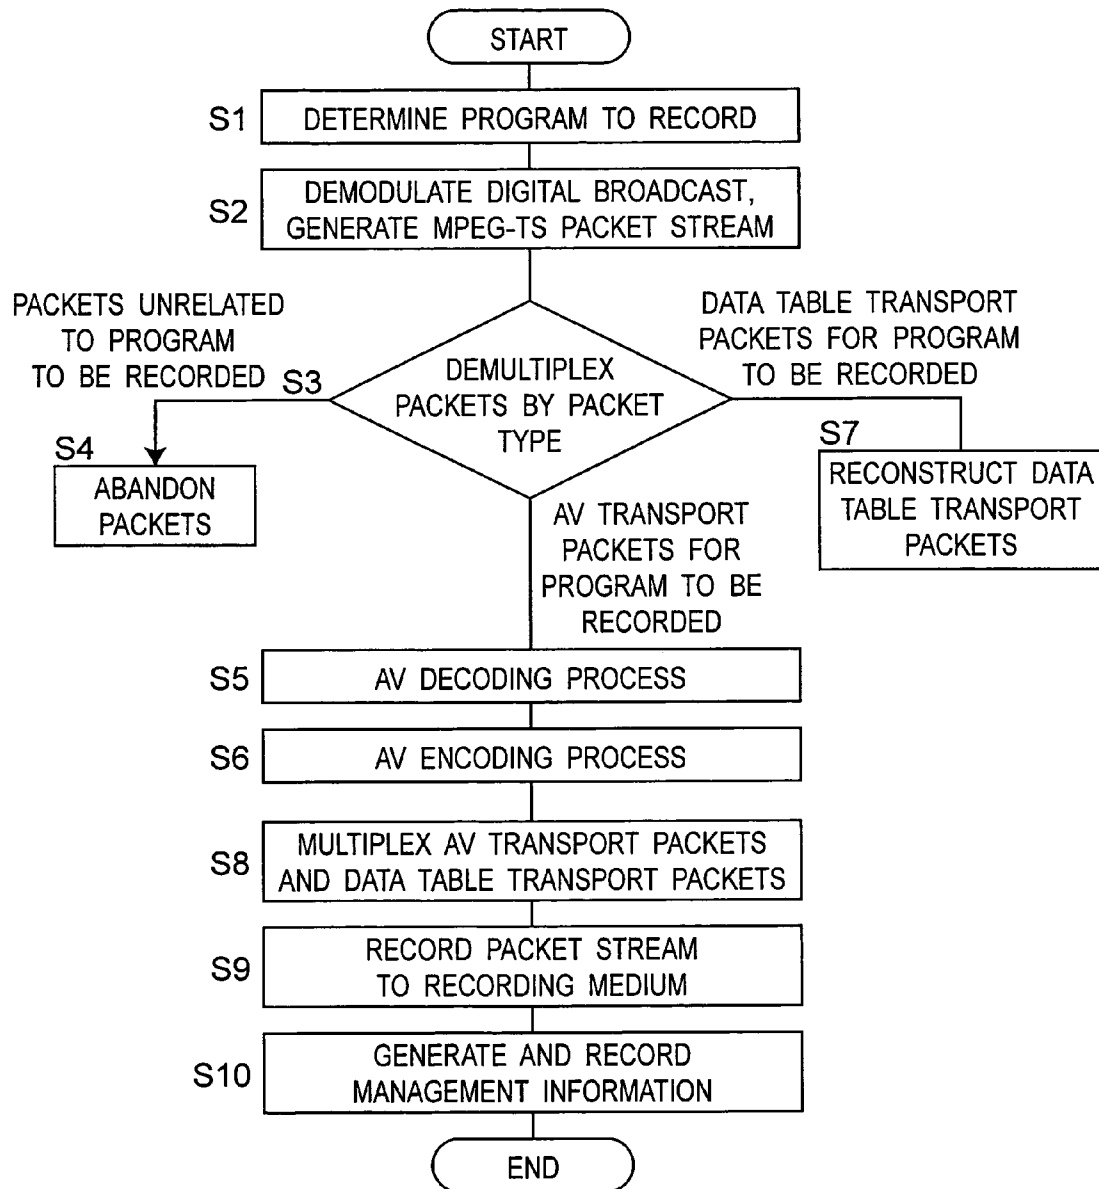 START
S1
DETERMINE PROGRAM TO RECORD
S2
DEMODULATE DIGITAL BROADCAST,
GENERATE MPEG-TS PACKET STREAM
PACKETS UNRELATED
TO PROGRAM
TO BE RECORDED
DATA TABLE TRANSPORT
PACKETS FOR PROGRAM
TO BE RECORDED
S3
DEMULTIPLEX
PACKETS BY PACKET
TYPE
S4
ABANDON
PACKETS
S7
RECONSTRUCT DATA
TABLE TRANSPORT
PACKETS
AV TRANSPORT
PACKETS FOR
PROGRAM TO BE
RECORDED
S5
AV DECODING PROCESS
S6
AV ENCODING PROCESS
S8
MULTIPLEX AV TRANSPORT PACKETS
AND DATA TABLE TRANSPORT PACKETS
S9
RECORD PACKET STREAM
TO RECORDING MEDIUM
S10
GENERATE AND RECORD
MANAGEMENT INFORMATION
END